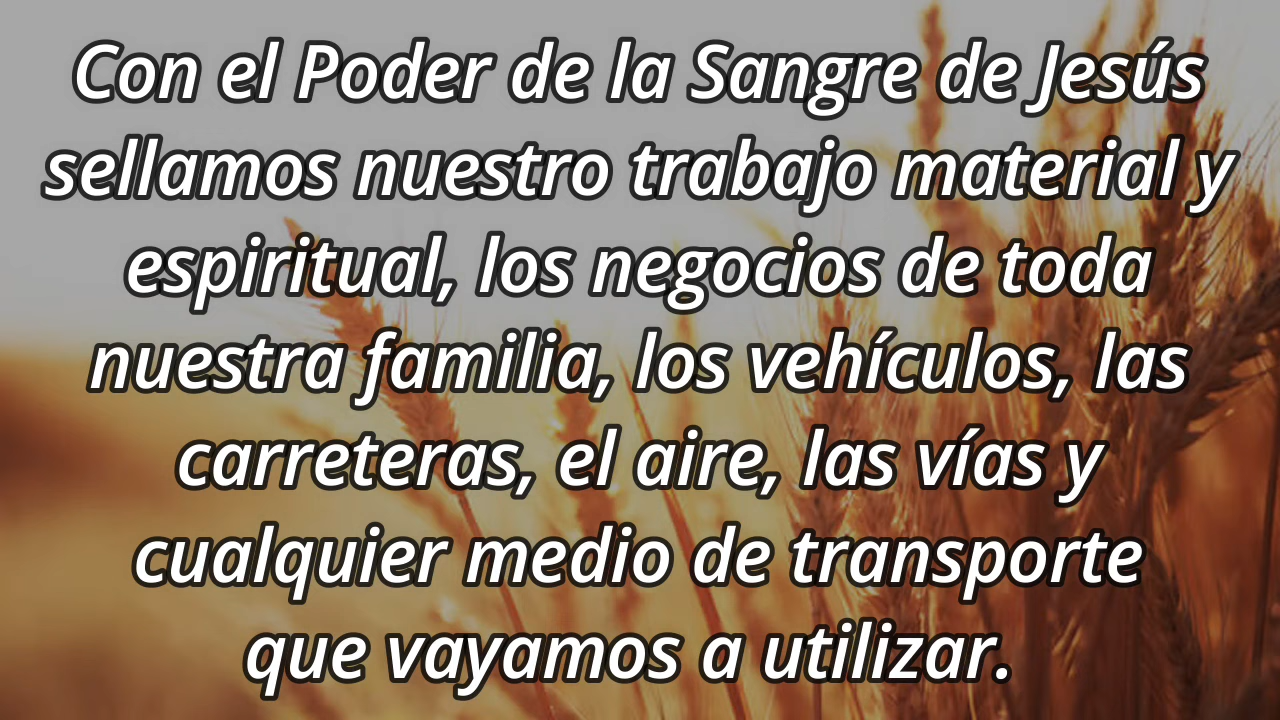 Con el Poder de la Sangre de Jesús
sellamos nuestro trabajo material y
espiritual, los negocios de toda
nuestra familia, los vehículos, las
carreteras, el aire, las vías y
cualquier medio de transporte
que vayamos a utilizar.